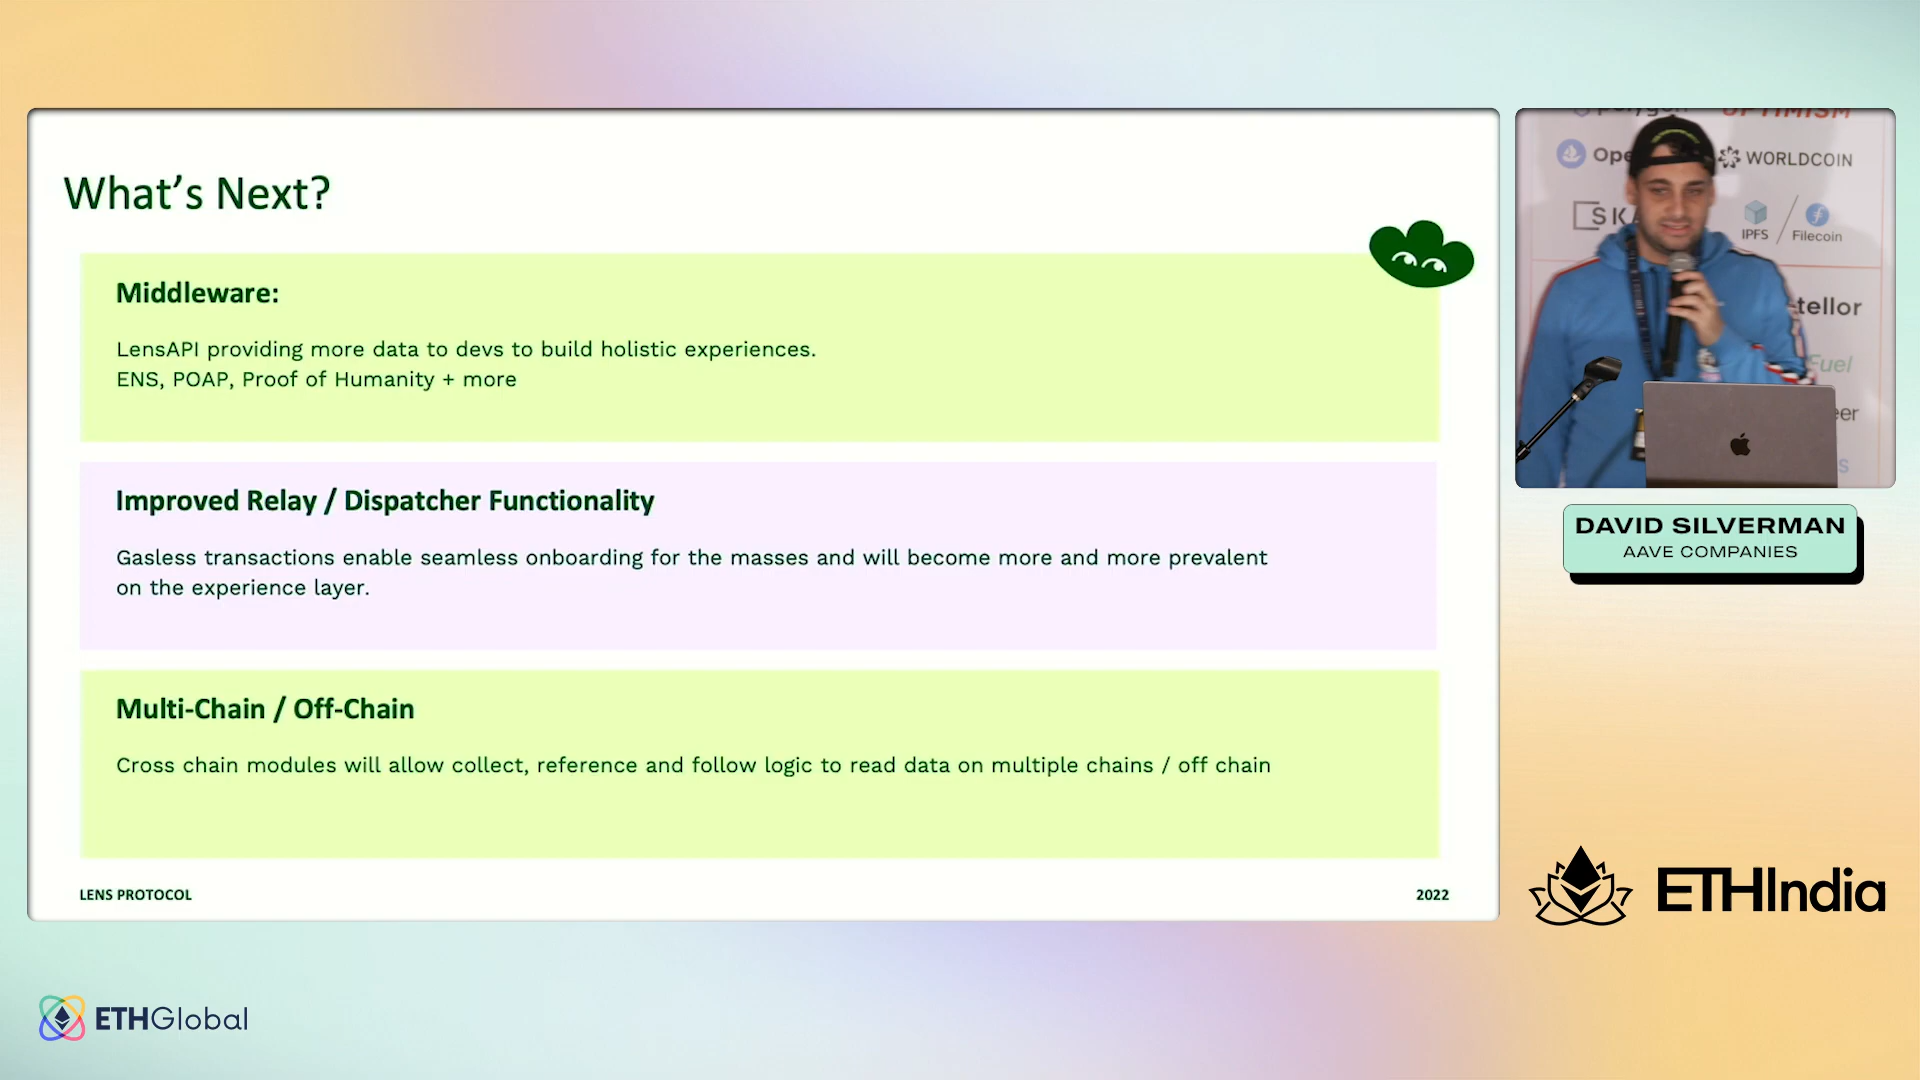 What's Next?
Middleware:
LensAPI providing more data to devs to build holistic experiences.
ENS, POAP, Proof of Humanity + more
Improved Relay / Dispatcher Functionality
Gasless transactions enable seamless onboarding for the masses and will become more and more prevalent
on the experience layer.
Multi-Chain / Off-Chain
Cross chain modules will allow collect, reference and follow logic to read data on multiple chains / off chain
LENS PROTOCOL
2022
OPTIMISM
WORLDCOIN
IPFS
Filecoin
tellor
Fuel
DAVID SILVERMAN
AAVE COMPANIES
ETHIndia
ETHGlobal